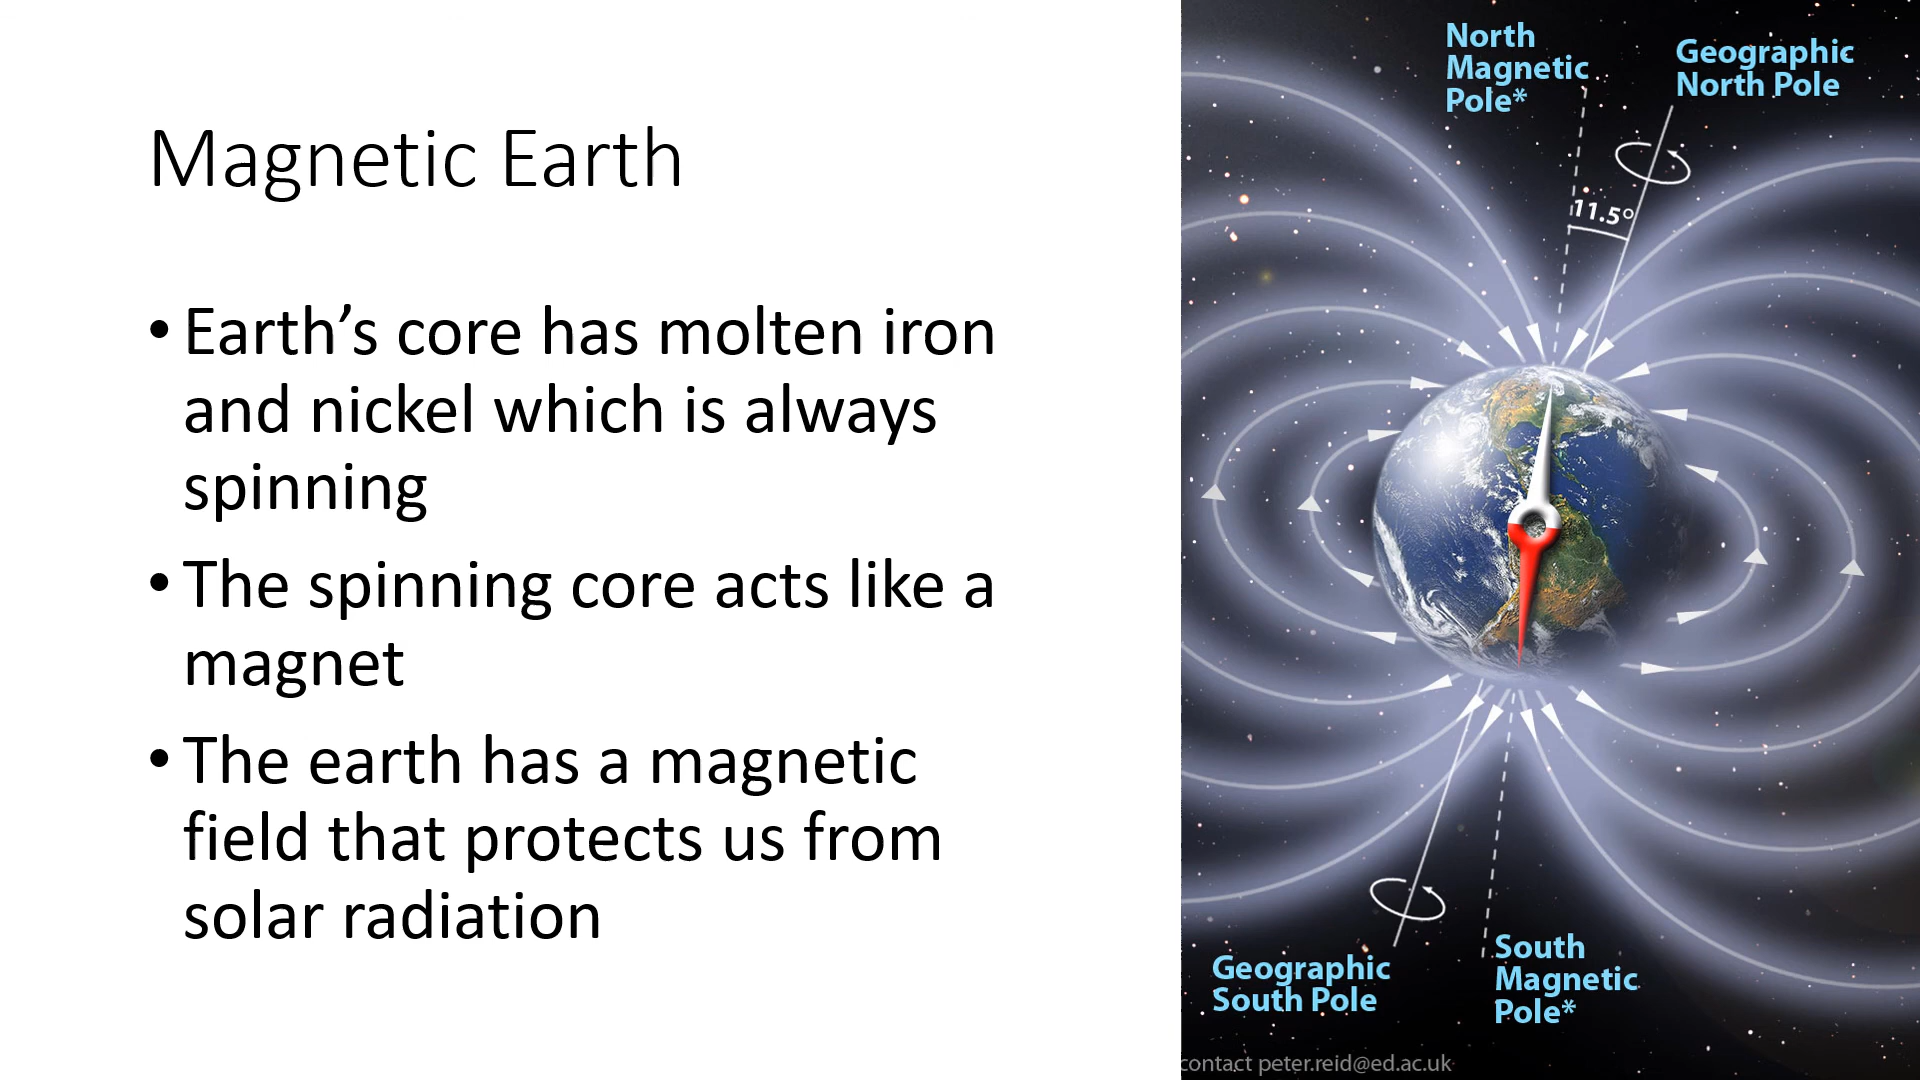 Magnetic Earth
• Earth’s core has molten iron
and nickel which is always
spinning
• The spinning core acts like a
magnet
• The earth has a magnetic
field that protects us from
solar radiation
North
Magnetic
Pole*
Geographic
North Pole
11.5°
Geographic
South Pole
South
Magnetic
Pole*
contact peter.reid@ed.ac.uk